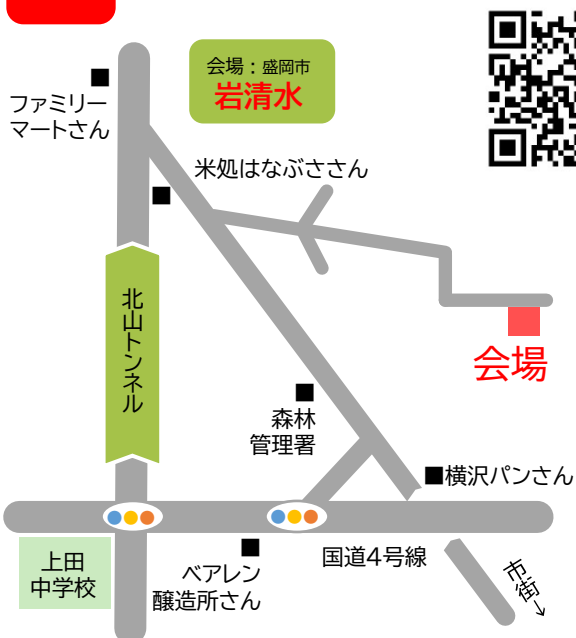 会場：盛岡市
岩清水
ファミリー
マートさん
米処はなぶささん
北山トンネル
会場
森林
管理署
■横沢パンさん
上田
中学校
ベアレン
醸造所さん
国道4号線
市街→